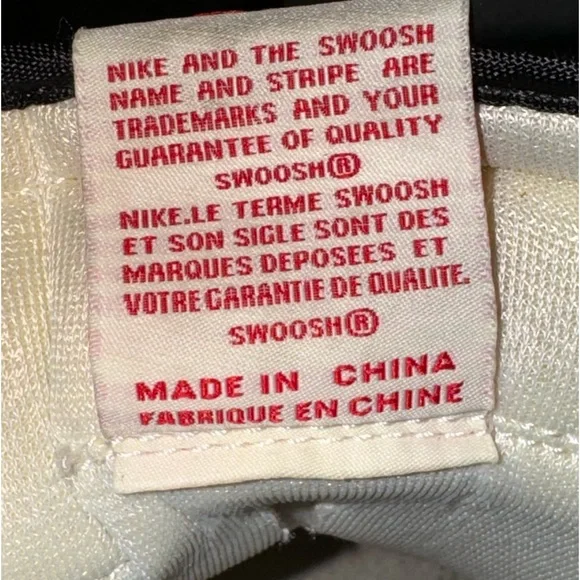 NIKE AND THE SWOOSH
NAME AND STRIPE ARE
TRADEMARKS AND YOUR
GUARANTEE OF QUALITY
SWOOSH®
NIKE.LE TERME SWOOSH
ET SON SIGLE SONT DES
MARQUES DEPOSEES ET
VOTRE GARANTIE DE QUALITE.
SWOOSH®
MADE IN CHINA
FABRIQUE EN CHINE